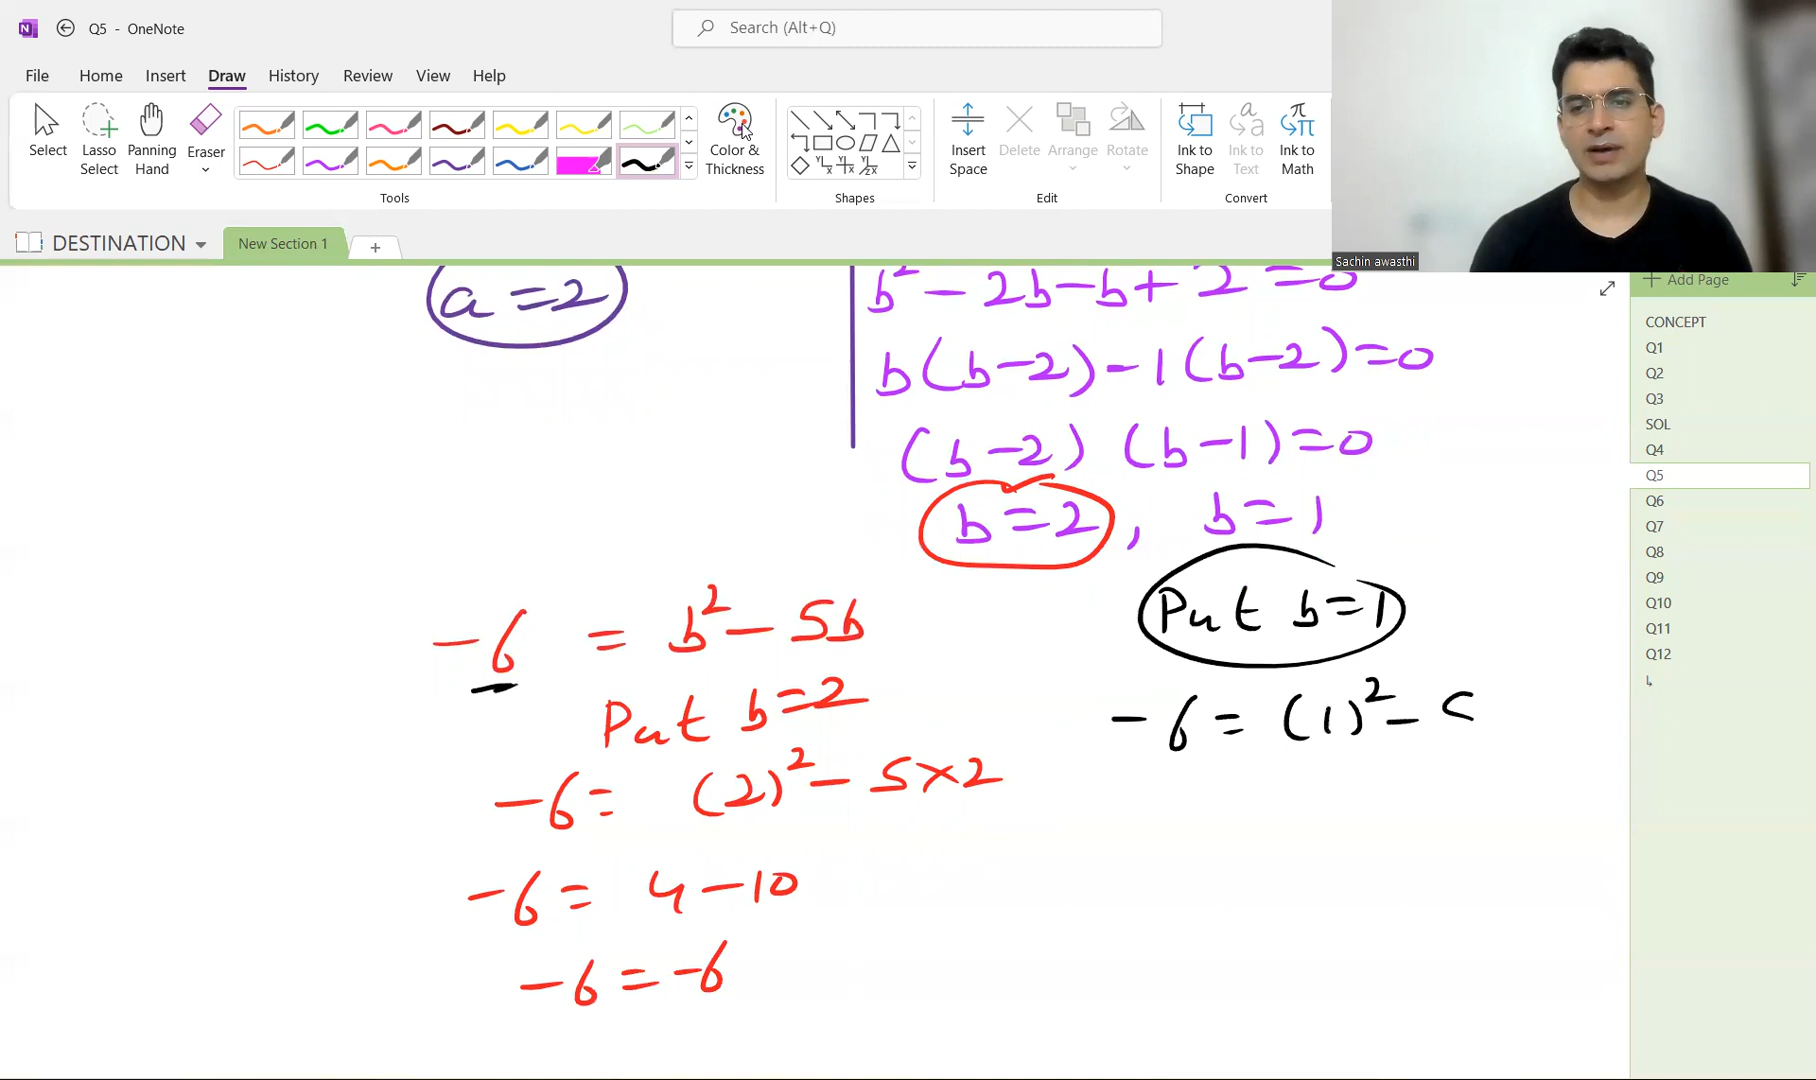 Q5 - OneNote
Search (Alt+Q)
File Home Insert Draw History Review View Help
Select
Lasso Select
Panning Hand
Eraser
Color & Thickness
Insert Space
Delete
Arrange
Rotate
Ink to Shape
Ink to Text
Ink to Math
Tools
Shapes
Edit
Convert
DESTINATION
New Section 1
+
Sachin awasthi
Add Page
CONCEPT
Q1
Q2
Q3
SOL
Q4
Q5
Q6
Q7
Q8
Q9
Q10
Q11
Q12
a = 2
b² - 2b - b + 2 = 0
b(b-2) - 1(b-2) = 0
(b-2) (b-1) = 0
b = 2, b = 1
-6 = b² - 5b
Put b = 2
-6 = (2)² - 5×2
-6 = 4 - 10
-6 = -6
Put b = 1
-6 = (1)² -